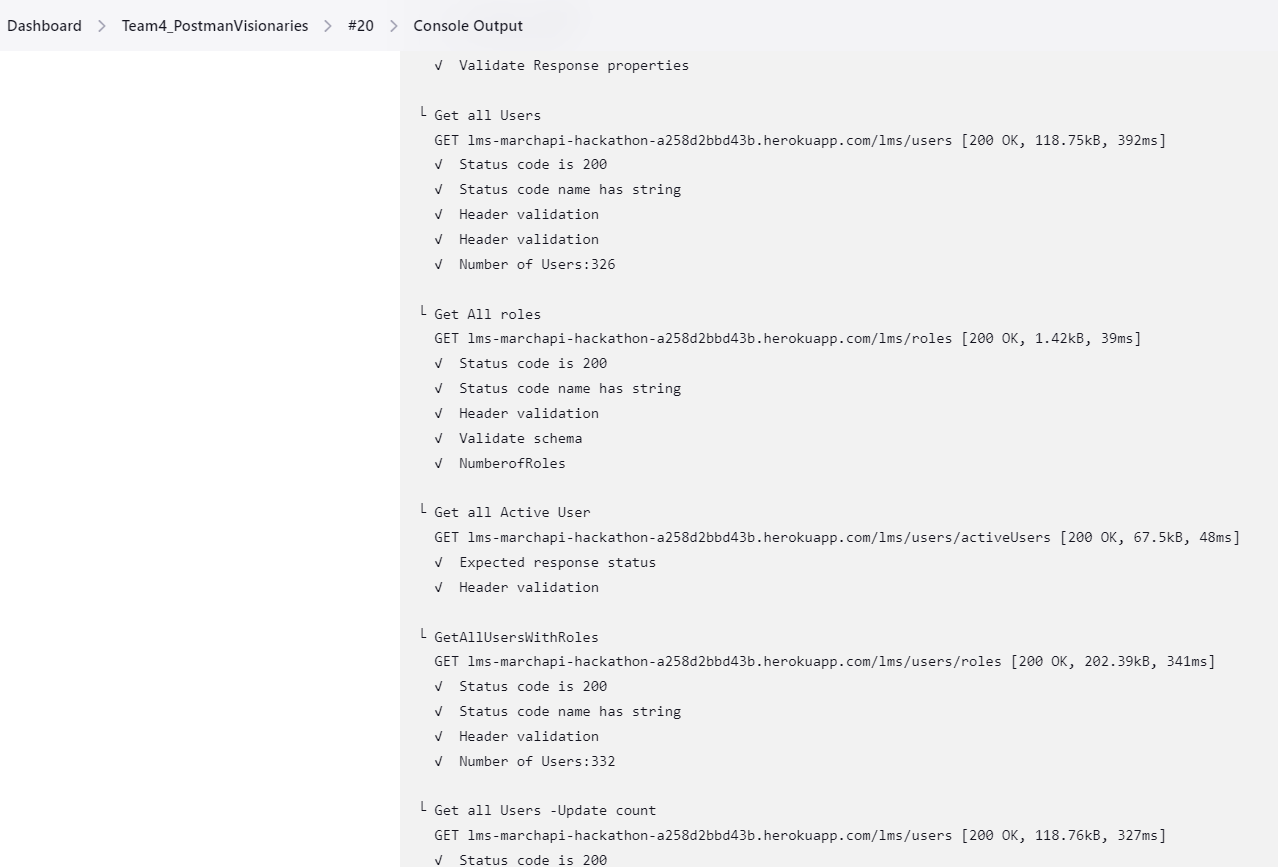 Dashboard > Team4_PostmanVisionaries > #20 > Console Output
√ Validate Response properties
└ Get all Users
GET lms-marchapi-hackathon-a258d2bbd43b.herokuapp.com/lms/users [200 OK, 118.75kB, 392ms]
√ Status code is 200
√ Status code name has string
√ Header validation
√ Header validation
√ Number of Users:326
└ Get All roles
GET lms-marchapi-hackathon-a258d2bbd43b.herokuapp.com/lms/roles [200 OK, 1.42kB, 39ms]
√ Status code is 200
√ Status code name has string
√ Header validation
√ Validate schema
√ NumberofRoles
└ Get all Active User
GET lms-marchapi-hackathon-a258d2bbd43b.herokuapp.com/lms/users/activeUsers [200 OK, 67.5kB, 48ms]
√ Expected response status
√ Header validation
└ GetAllUsersWithRoles
GET lms-marchapi-hackathon-a258d2bbd43b.herokuapp.com/lms/users/roles [200 OK, 202.39kB, 341ms]
√ Status code is 200
√ Status code name has string
√ Header validation
√ Number of Users:332
└ Get all Users -Update count
GET lms-marchapi-hackathon-a258d2bbd43b.herokuapp.com/lms/users [200 OK, 118.76kB, 327ms]
√ Status code is 200